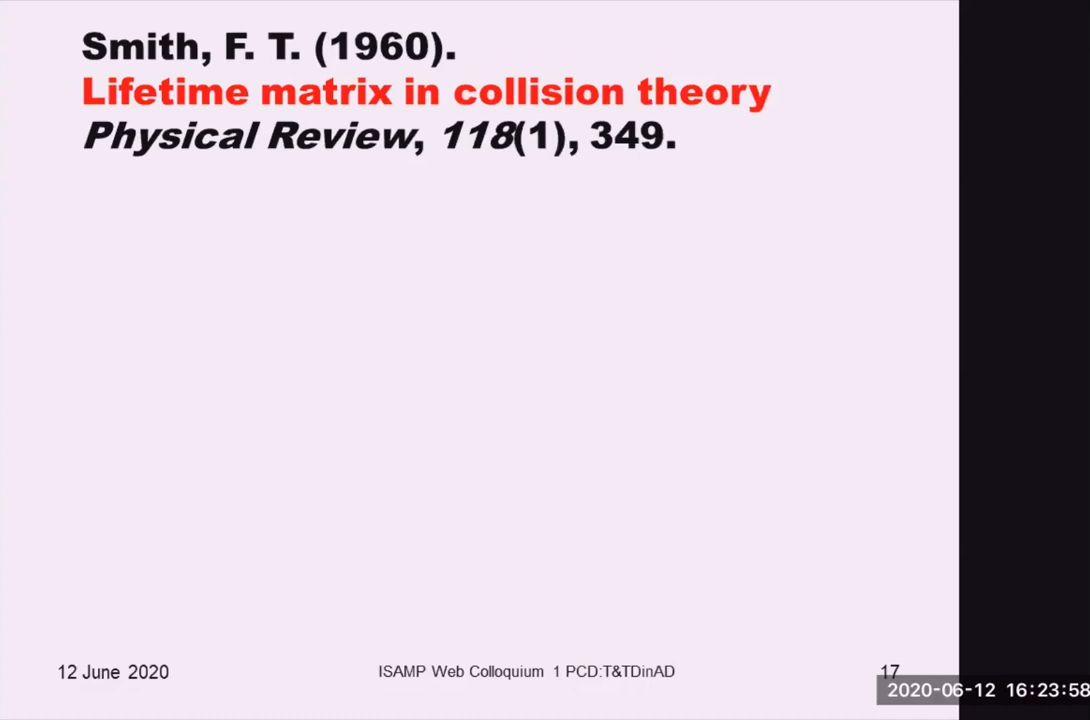 Smith, F. T. (1960).
Lifetime matrix in collision theory
Physical Review, 118(1), 349.
12 June 2020
ISAMP Web Colloquium 1 PCD:T&TDinAD
17
2020-06-12 16:23:58